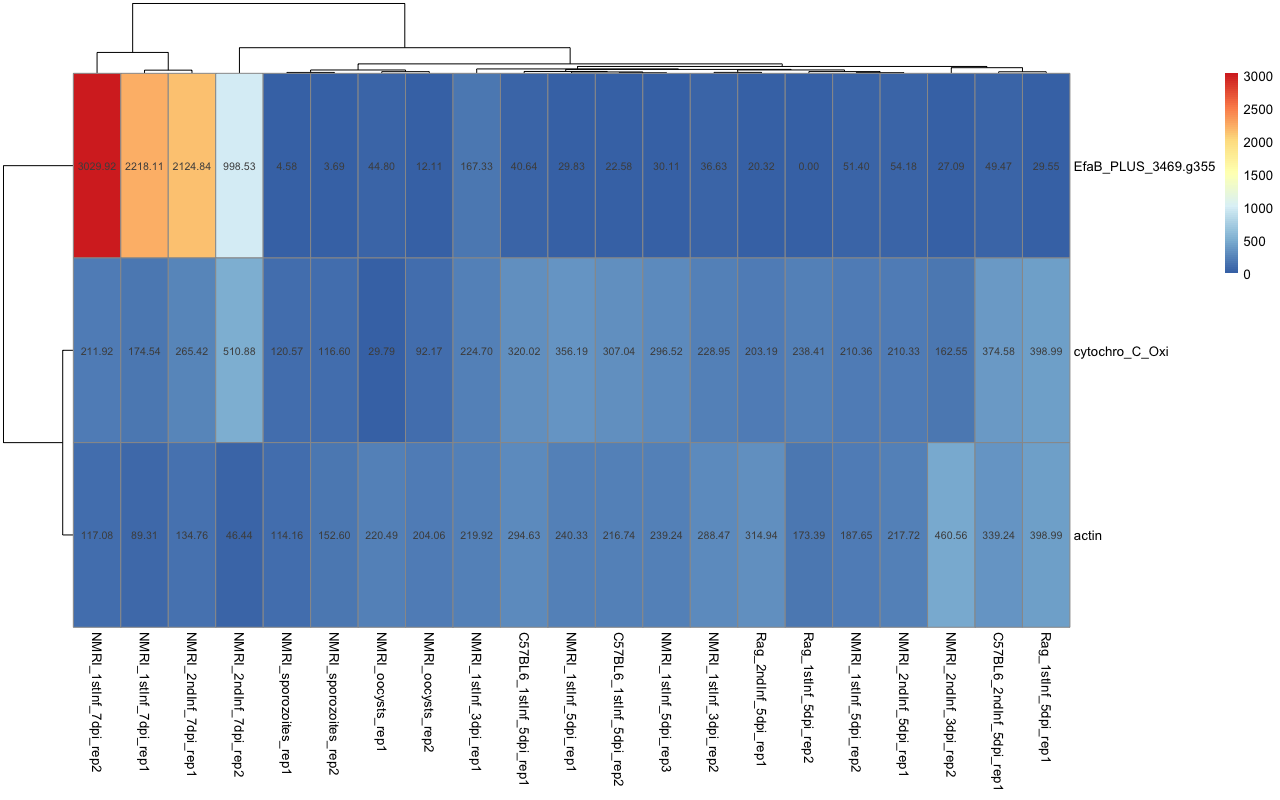 3029.92 2218.11 2124.84 998.53 4.58 3.69 44.80 12.11 167.33 40.64 29.83 22.58 30.11 36.63 20.32 0.00 51.40 54.18 27.09 49.47 29.55 EfaB_PLUS_3469.g355
211.92 174.54 265.42 510.88 120.57 116.60 29.79 92.17 224.70 320.02 356.19 307.04 296.52 228.95 203.19 238.41 210.36 210.33 162.55 374.58 398.99 cytochro_C_Oxi
117.08 89.31 134.76 46.44 114.16 152.60 220.49 204.06 219.92 294.63 240.33 216.74 239.24 288.47 314.94 173.39 187.65 217.72 460.56 339.24 398.99 actin
NMRI_1stInf_7dpi_rep2
NMRI_1stInf_7dpi_rep1
NMRI_2ndInf_7dpi_rep1
NMRI_2ndInf_7dpi_rep2
NMRI_sporozoites_rep1
NMRI_sporozoites_rep2
NMRI_oocysts_rep1
NMRI_oocysts_rep2
NMRI_1stInf_3dpi_rep1
C57BL6_1stInf_5dpi_rep1
NMRI_1stInf_5dpi_rep1
C57BL6_1stInf_5dpi_rep2
NMRI_1stInf_5dpi_rep3
NMRI_1stInf_3dpi_rep2
Rag_2ndInf_5dpi_rep1
Rag_1stInf_5dpi_rep2
NMRI_1stInf_5dpi_rep2
NMRI_2ndInf_5dpi_rep1
NMRI_2ndInf_3dpi_rep2
C57BL6_2ndInf_5dpi_rep1
Rag_1stInf_5dpi_rep1
3000
2500
2000
1500
1000
500
0